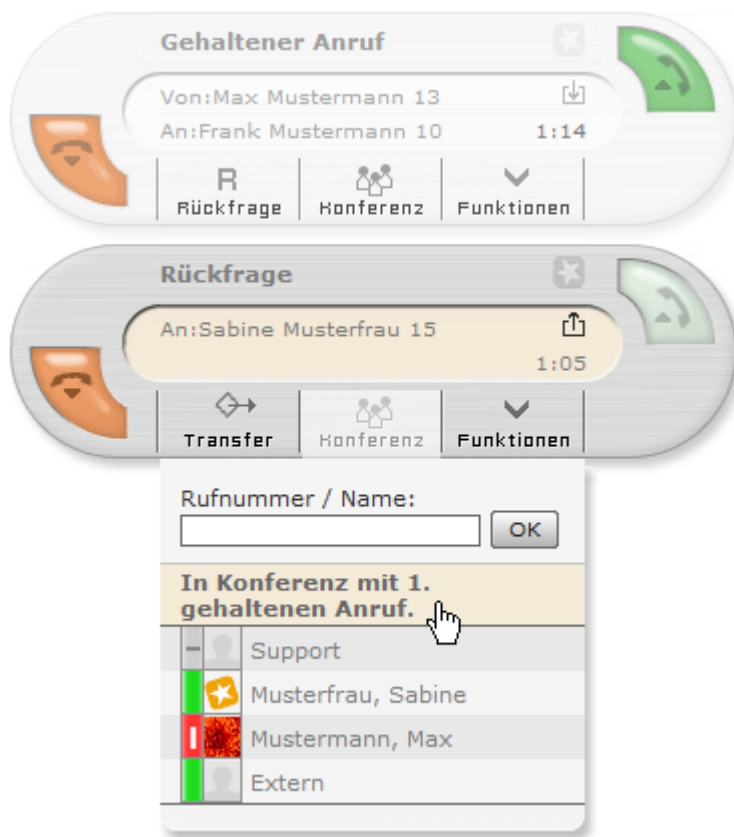 Gehaltener Anruf
Von:Max Mustermann 13
An:Frank Mustermann 10 1:14
R
Rückfrage Konferenz Funktionen
Rückfrage
An:Sabine Musterfrau 15
1:05
Transfer Konferenz Funktionen
Rufnummer / Name:
OK
In Konferenz mit 1.
gehaltenen Anruf.
Support
Musterfrau, Sabine
Mustermann, Max
Extern